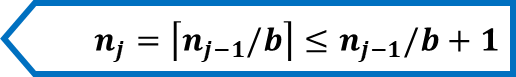 𝒏ⱼ = ⌈𝒏ⱼ₋₁/𝒃⌉ ≤ 𝒏ⱼ₋₁/𝒃 + 𝟏